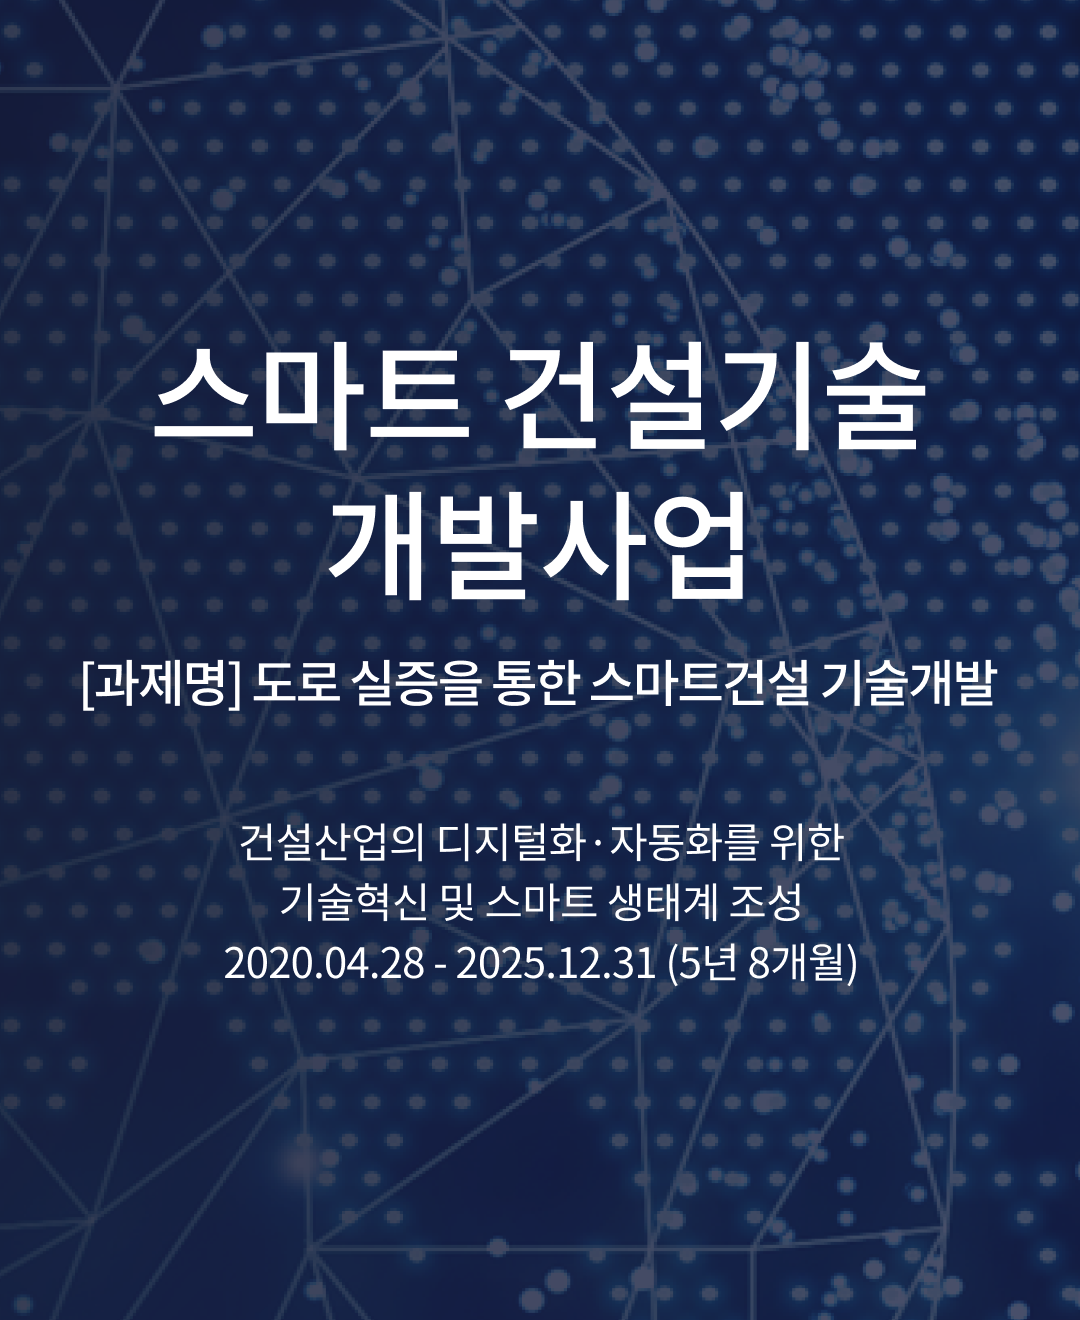 스마트 건설기술
개발사업
[과제명] 도로 실증을 통한 스마트건설 기술개발
건설산업의 디지털화·자동화를 위한
기술혁신 및 스마트 생태계 조성
2020.04.28 - 2025.12.31 (5년 8개월)